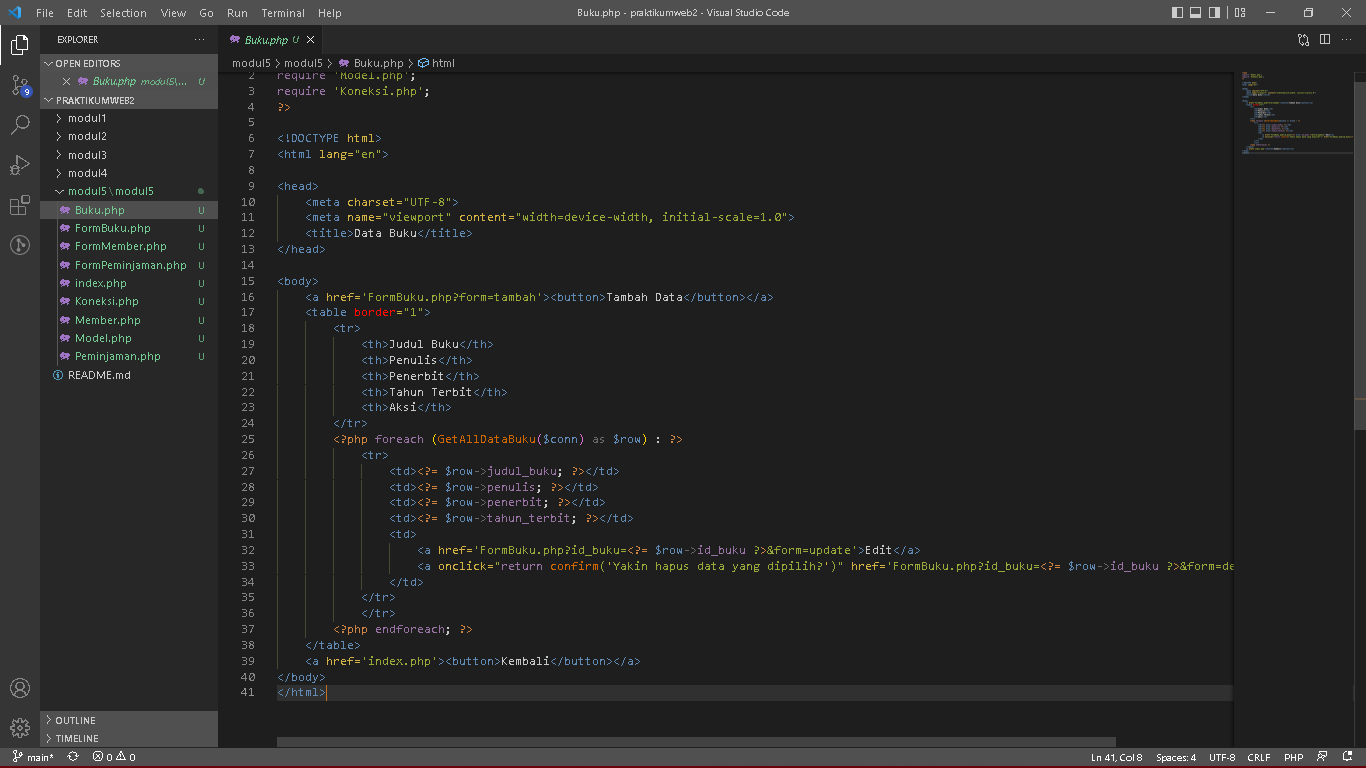 File Edit Selection View Go Run Terminal Help
Buku.php - praktikumweb2 - Visual Studio Code
EXPLORER
OPEN EDITORS
Buku.php modul5\... U
PRAKTIKUMWEB2
modul1
modul2
modul3
modul4
modul5\modul5
Buku.php U
FormBuku.php U
FormMember.php U
FormPeminjaman.php U
index.php U
Koneksi.php U
Member.php U
Model.php U
Peminjaman.php U
README.md
OUTLINE
TIMELINE
9
Buku.php U
modul5 > modul5 > Buku.php > html
2 require 'Model.php';
3 require 'Koneksi.php';
4 ?>
5
6 <!DOCTYPE html>
7 <html lang="en">
8
9 <head>
10 <meta charset="UTF-8">
11 <meta name="viewport" content="width=device-width, initial-scale=1.0">
12 <title>Data Buku</title>
13 </head>
14
15 <body>
16 <a href='FormBuku.php?form=tambah'><button>Tambah Data</button></a>
17 <table border="1">
18 <tr>
19 <th>Judul Buku</th>
20 <th>Penulis</th>
21 <th>Penerbit</th>
22 <th>Tahun Terbit</th>
23 <th>Aksi</th>
24 </tr>
25 <?php foreach (GetAllDataBuku($conn) as $row) : ?>
26 <tr>
27 <td><?= $row->judul_buku; ?></td>
28 <td><?= $row->penulis; ?></td>
29 <td><?= $row->penerbit; ?></td>
30 <td><?= $row->tahun_terbit; ?></td>
31 <td>
32 <a href='FormBuku.php?id_buku=<?= $row->id_buku ?>&form=update'>Edit</a>
33 <a onclick="return confirm('Yakin hapus data yang dipilih?')" href='FormBuku.php?id_buku=<?= $row->id_buku ?>&form=de
34 </td>
35 </tr>
36 </tr>
37 <?php endforeach; ?>
38 </table>
39 <a href='index.php'><button>Kembali</button></a>
40 </body>
41 </html>
main* 0 0 Ln 41, Col 8 Spaces: 4 UTF-8 CRLF PHP